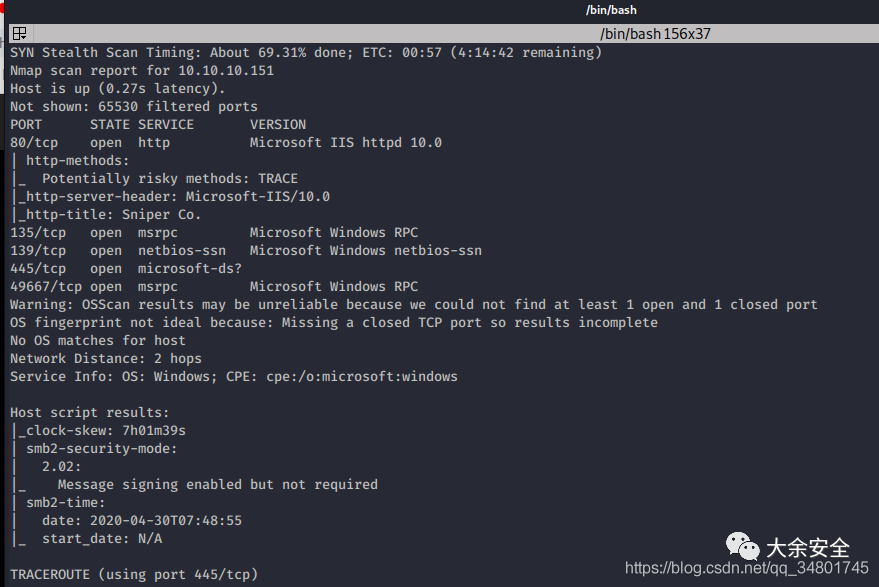 /bin/bash
/bin/bash 156x37
SYN Stealth Scan Timing: About 69.31% done; ETC: 00:57 (4:14:42 remaining)
Nmap scan report for 10.10.10.151
Host is up (0.27s latency).
Not shown: 65530 filtered ports
PORT      STATE SERVICE       VERSION
80/tcp    open  http          Microsoft IIS httpd 10.0
| http-methods:
|_  Potentially risky methods: TRACE
|_http-server-header: Microsoft-IIS/10.0
|_http-title: Sniper Co.
135/tcp   open  msrpc         Microsoft Windows RPC
139/tcp   open  netbios-ssn   Microsoft Windows netbios-ssn
445/tcp   open  microsoft-ds?
49667/tcp open  msrpc         Microsoft Windows RPC
Warning: OSScan results may be unreliable because we could not find at least 1 open and 1 closed port
OS fingerprint not ideal because: Missing a closed TCP port so results incomplete
No OS matches for host
Network Distance: 2 hops
Service Info: OS: Windows; CPE: cpe:/o:microsoft:windows
Host script results:
|_clock-skew: 7h01m39s
| smb2-security-mode:
|   2.02:
|_    Message signing enabled but not required
| smb2-time:
|   date: 2020-04-30T07:48:55
|_  start_date: N/A
TRACEROUTE (using port 445/tcp)
大余安全
https://blog.csdn.net/qq_34801745